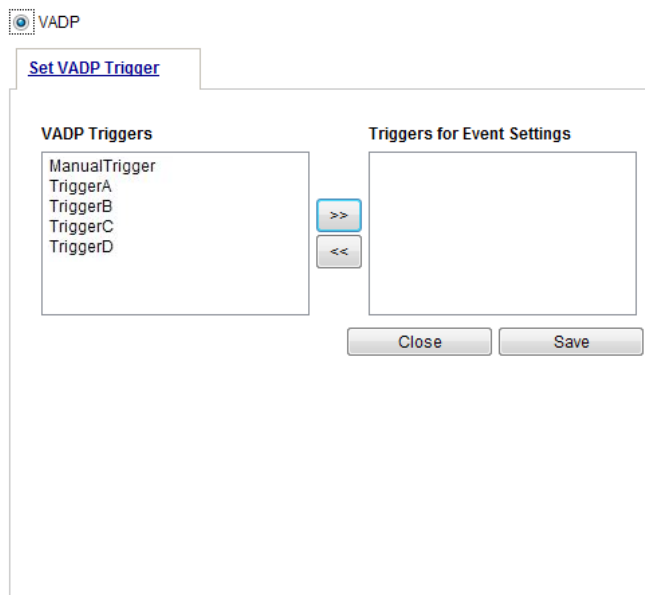 VADP
Set VADP Trigger
VADP Triggers
Triggers for Event Settings
ManualTrigger
TriggerA
TriggerB
TriggerC
TriggerD
>>
<<
Close
Save